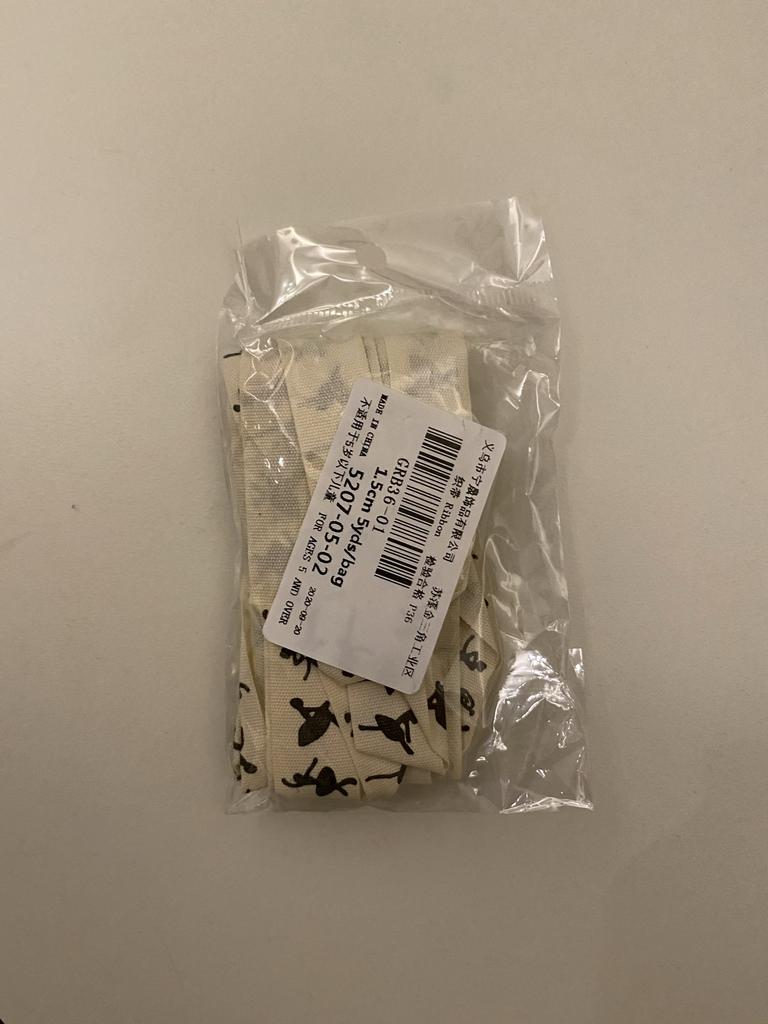 义乌市宁晨饰品有限公司 苏溪金三角工业区
织带 Ribbon 检验合格 P36
GRB36-01
1.5cm 5yds/bag
5207-05-02
MADE IN CHINA 2020-09-20
不适用于5岁以下儿童 FOR AGES 5 AND OVER